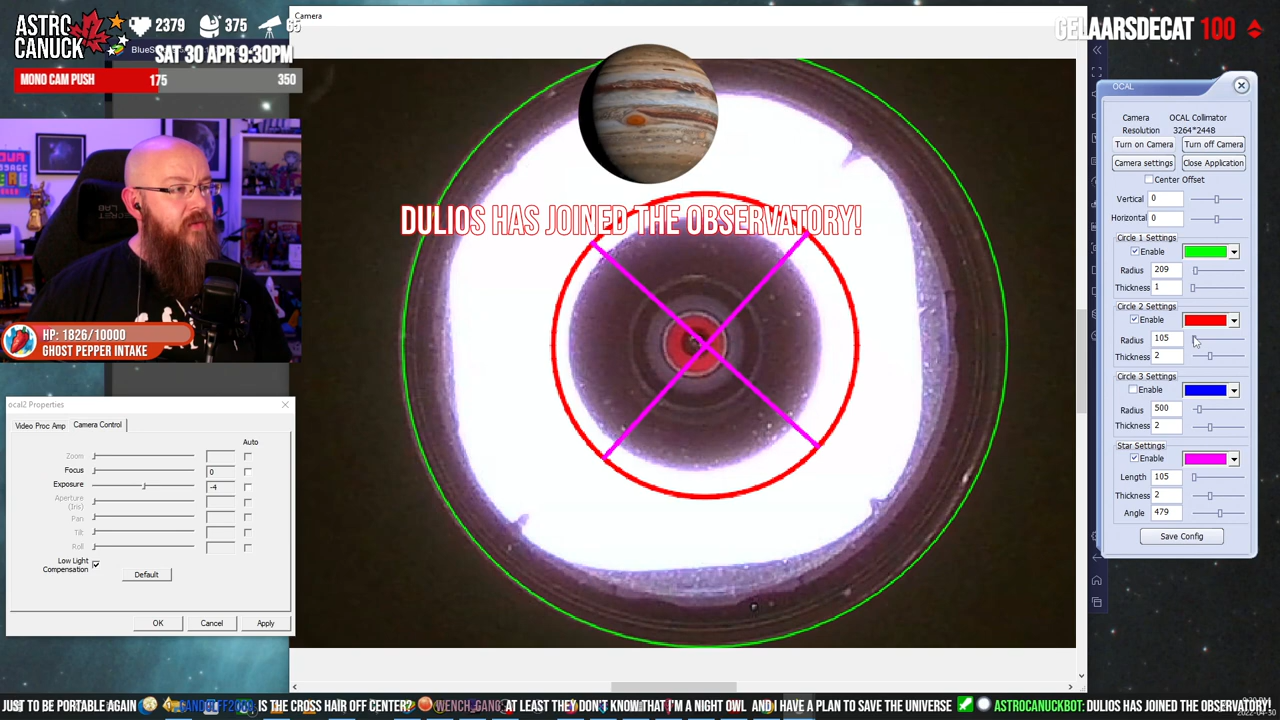 ASTRO
CANUCK
2379
375
65
SAT 30 APR 9:30PM
MONO CAM PUSH
175
350
Camera
GELAARSDECAT 100
DULIOS HAS JOINED THE OBSERVATORY!
HP: 1826/10000
GHOST PEPPER INTAKE
ocal2 Properties
Video Proc Amp
Camera Control
Auto
Zoom
Focus
0
Exposure
-4
Aperture
(Iris)
Pan
Tilt
Roll
Low Light
Compensation
Default
OK
Cancel
Apply
OCAL
Camera
OCAL Collimator
Resolution
3264*2448
Turn on Camera
Turn off Camera
Camera settings
Close Application
Center Offset
Vertical
0
Horizontal
0
Circle 1 Settings
Enable
Radius
209
Thickness
1
Circle 2 Settings
Enable
Radius
105
Thickness
2
Circle 3 Settings
Enable
Radius
500
Thickness
2
Star Settings
Enable
Length
105
Thickness
2
Angle
479
Save Config
JUST TO BE PORTABLE AGAIN
IS THE CROSS HAIR OFF CENTER?
WENCH_GANG:
AT LEAST THEY DON'T KNOW THAT I'M A NIGHT OWL AND I HAVE A PLAN TO SAVE THE UNIVERSE
ASTROCANUCKBOT: DULIOS HAS JOINED THE OBSERVATORY!
2022-04-30